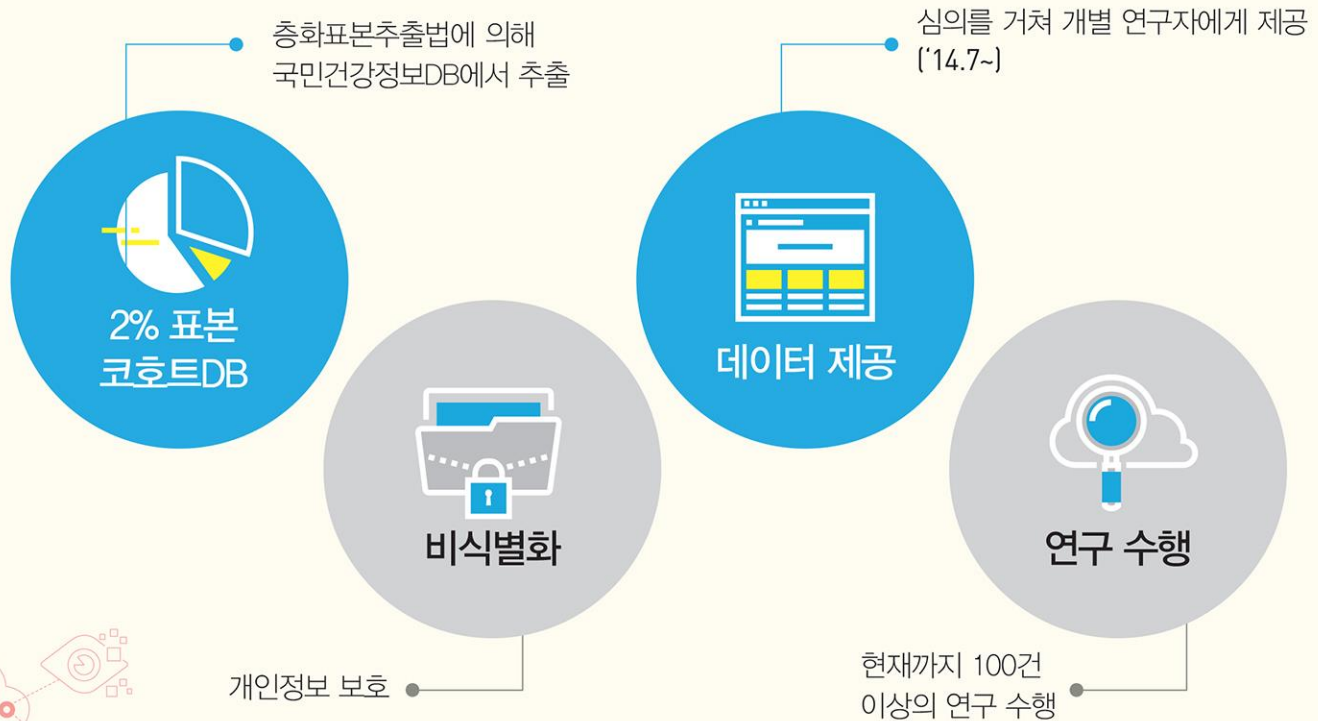 층화표본추출법에 의해
국민건강정보DB에서 추출
2% 표본
코호트DB
비식별화
개인정보 보호
심의를 거쳐 개별 연구자에게 제공
(‘14.7~)
데이터 제공
연구 수행
현재까지 100건
이상의 연구 수행